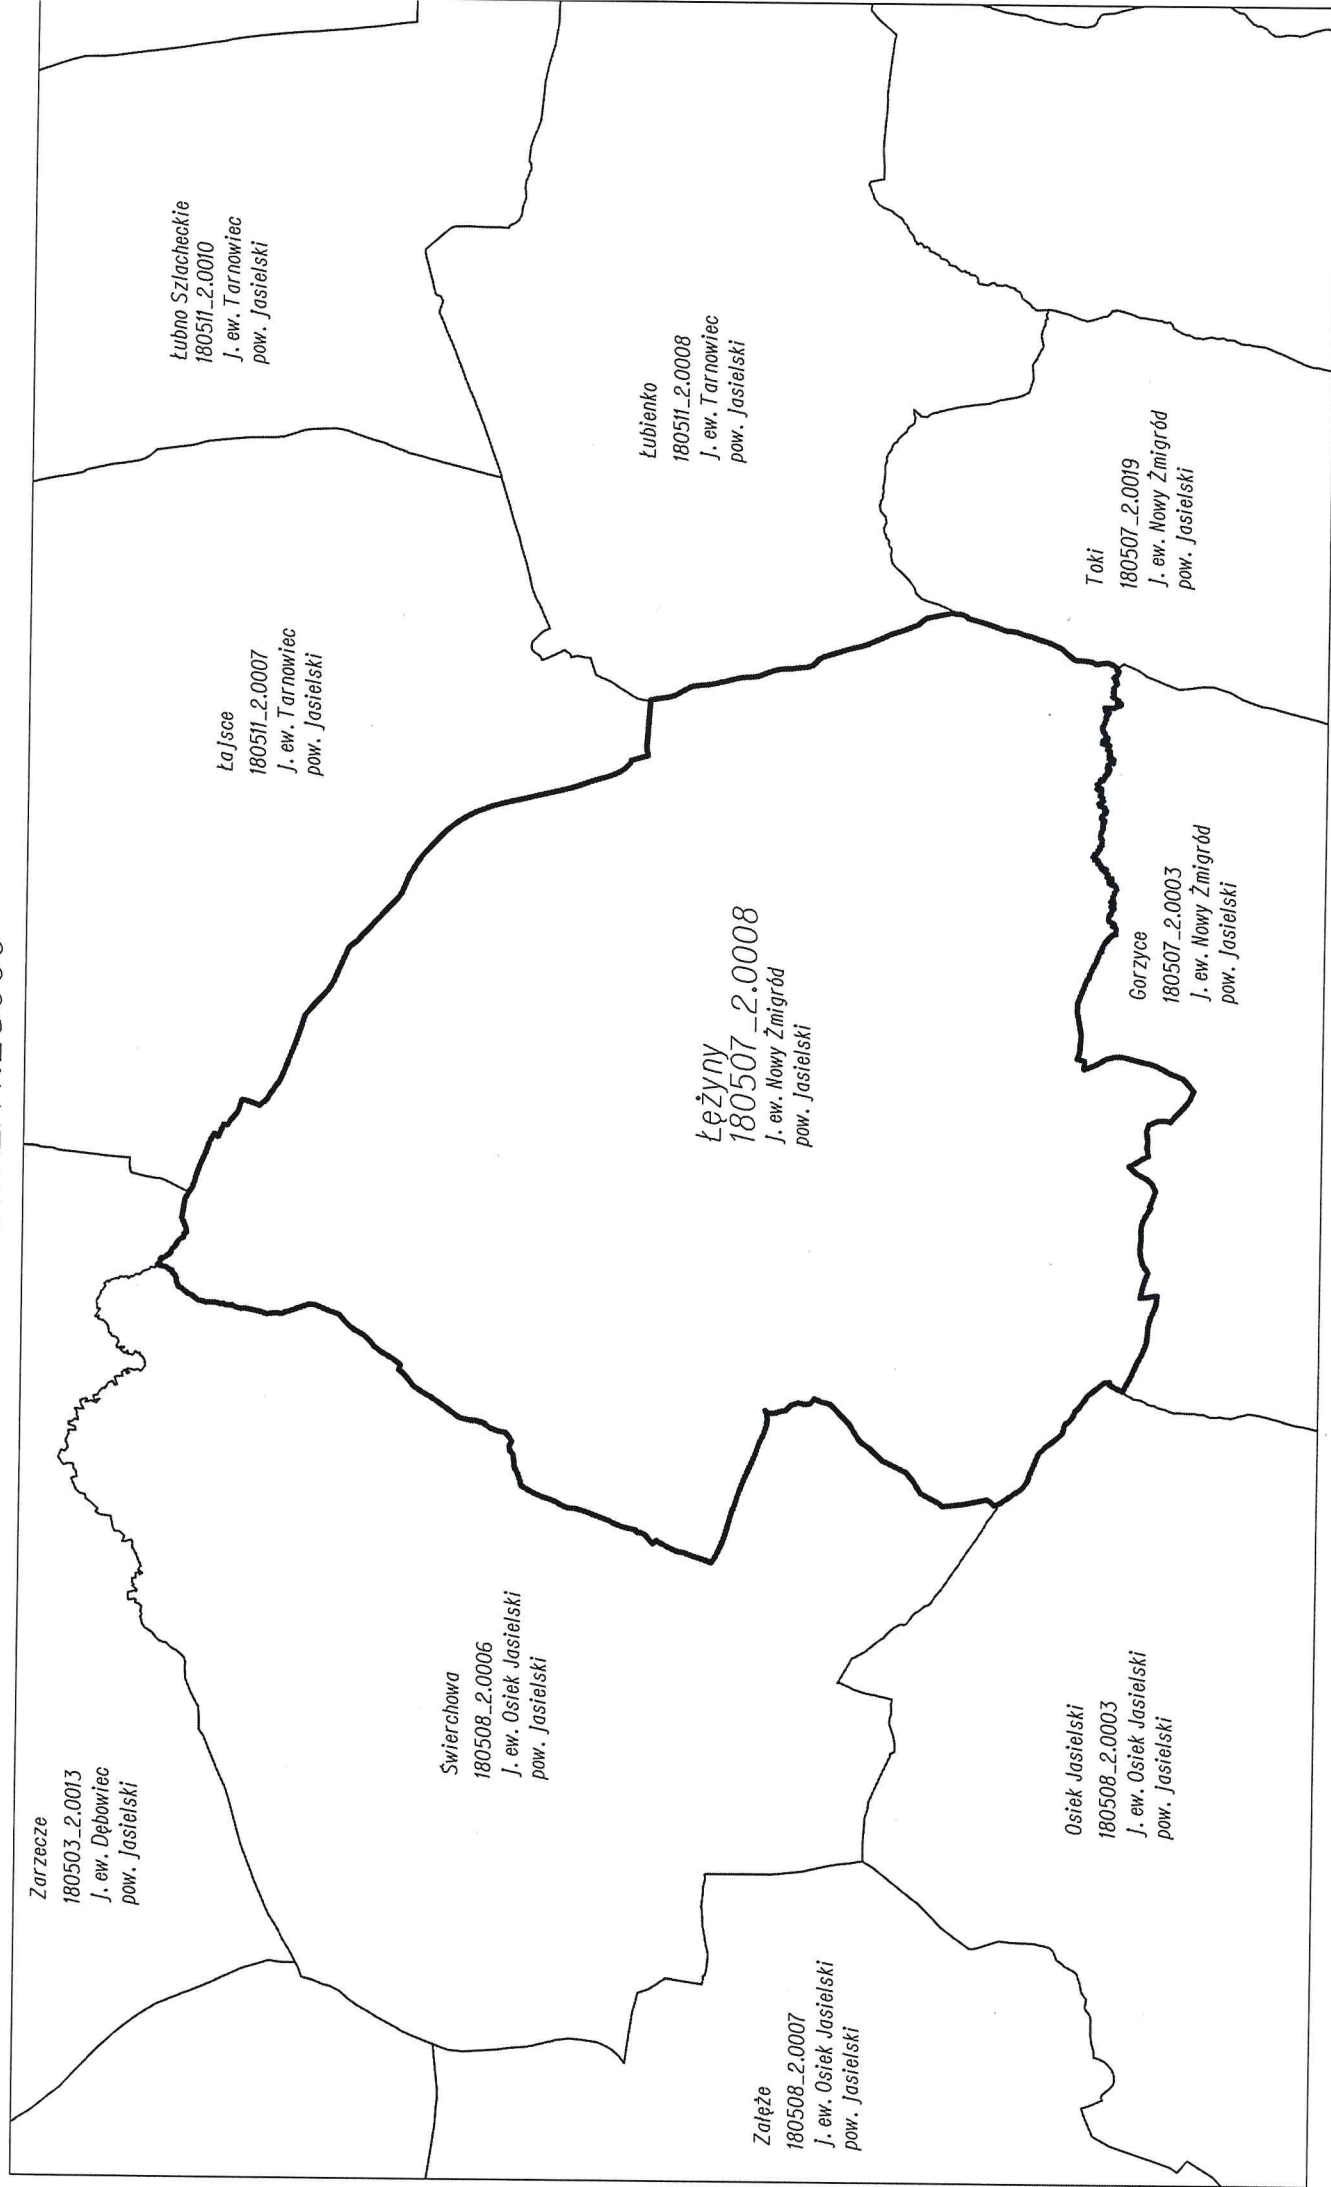 Zarzecze
180503_2.0013
J. ew. Dębowiec
pow. Jasielski
Łajsce
180511_2.0007
J. ew. Tarnowiec
pow. Jasielski
Łubno Szlacheckie
180511_2.0010
J. ew. Tarnowiec
pow. Jasielski
Świerchowa
180508_2.0006
J. ew. Osiek Jasielski
pow. Jasielski
Łubienko
180511_2.0008
J. ew. Tarnowiec
pow. Jasielski
Łężyny
180507_2.0008
J. ew. Nowy Żmigród
pow. Jasielski
Załęże
180508_2.0007
J. ew. Osiek Jasielski
pow. Jasielski
Osiek Jasielski
180508_2.0003
J. ew. Osiek Jasielski
pow. Jasielski
Gorzyce
180507_2.0003
J. ew. Nowy Żmigród
pow. Jasielski
Toki
180507_2.0019
J. ew. Nowy Żmigród
pow. Jasielski